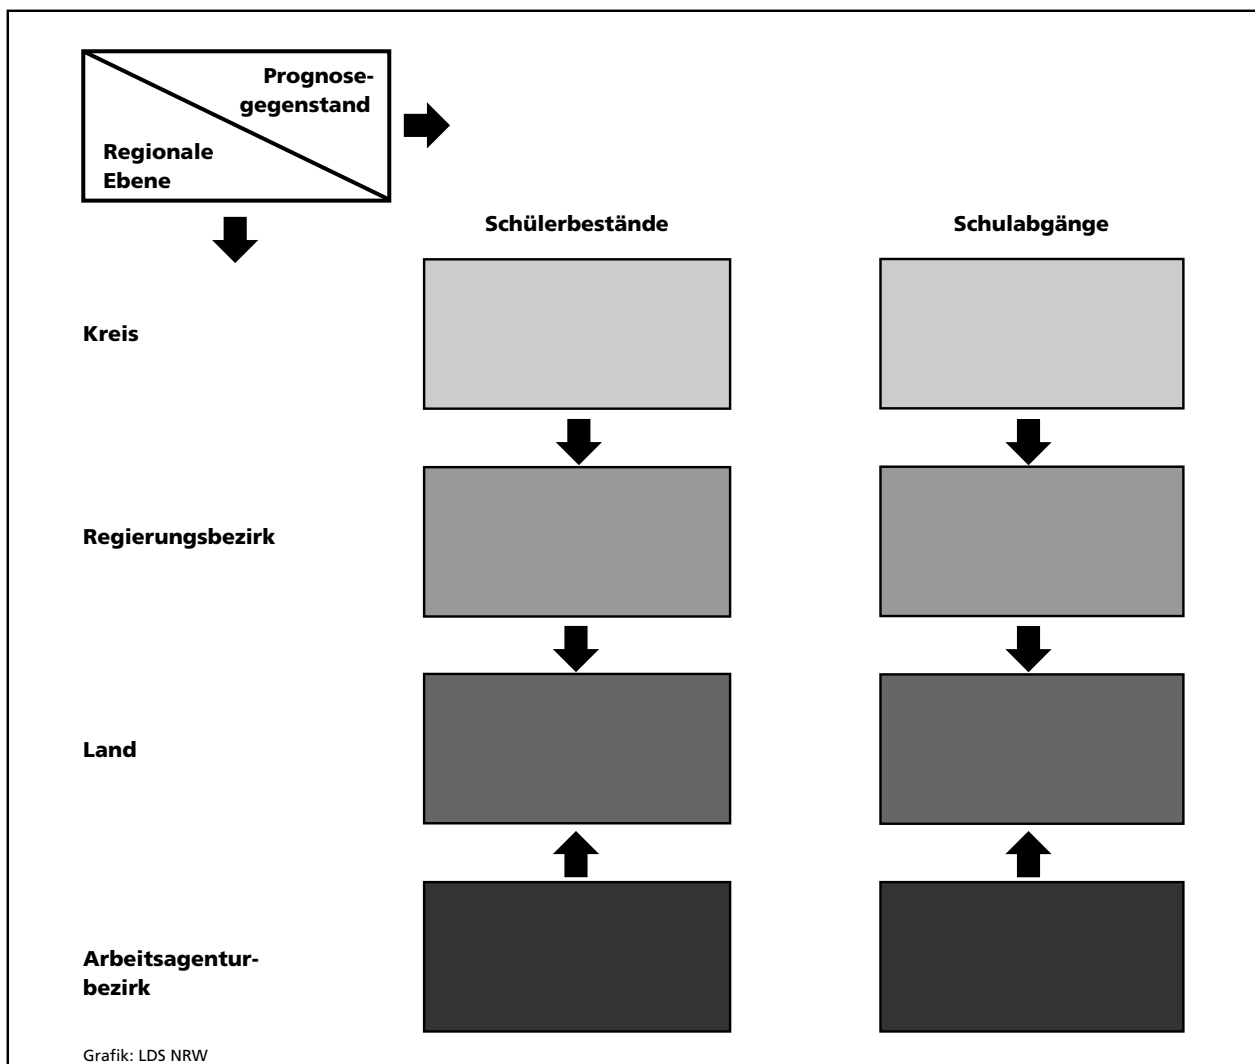 Prognose-
gegenstand
Regionale
Ebene
Schülerbestände
Schulabgänge
Kreis
Regierungsbezirk
Land
Arbeitsagentur-
bezirk
Grafik: LDS NRW